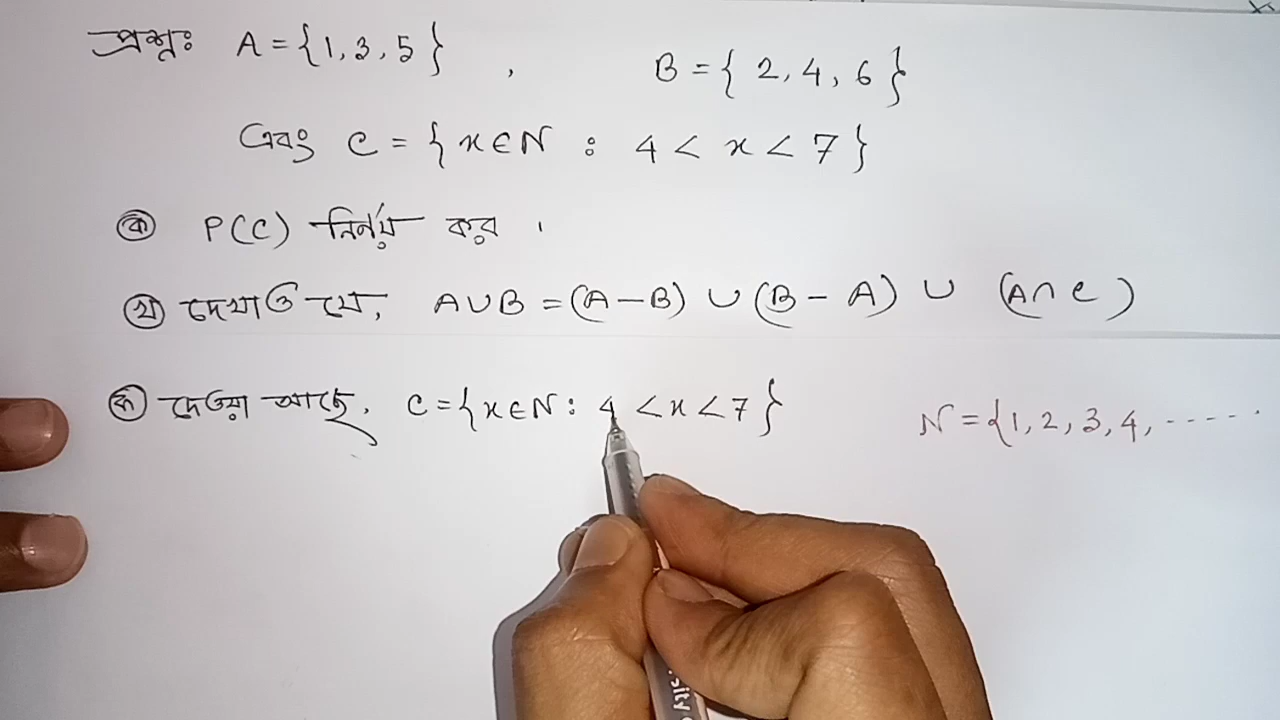 প্রশ্নঃ A = {1, 3, 5} , B = { 2, 4, 6 }
এবং C = {x∈N : 4 < x < 7}
ক P(C) নির্ণয় কর ।
খ দেখাও যে, A∪B = (A – B) ∪ (B – A) ∪ (A∩C)
ক দেওয়া আছে, C = {x∈N : 4 < x < 7} N = {1, 2, 3, 4, ------